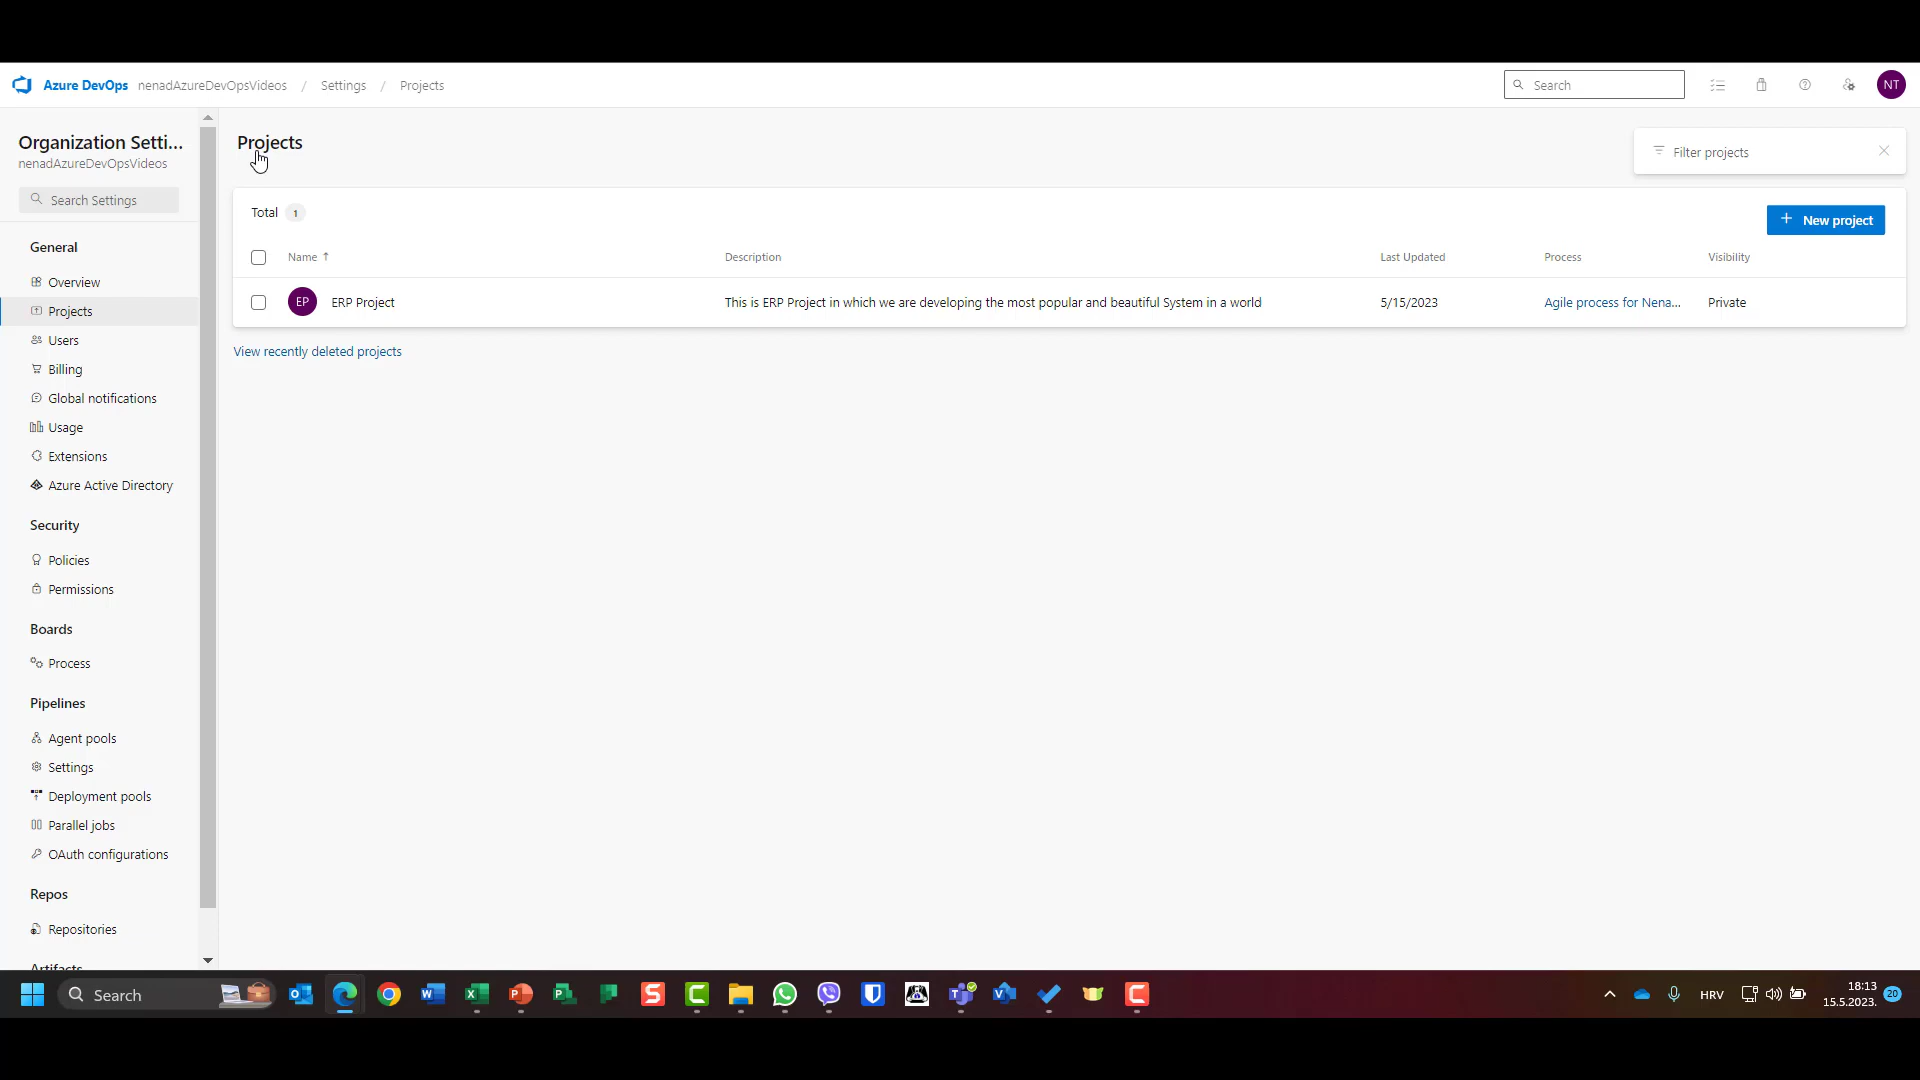 Azure DevOps nenadAzureDevOpsVideos / Settings / Projects
Search
NT
Organization Setti...
nenadAzureDevOpsVideos
Search Settings
General
Overview
Projects
Users
Billing
Global notifications
Usage
Extensions
Azure Active Directory
Security
Policies
Permissions
Boards
Process
Pipelines
Agent pools
Settings
Deployment pools
Parallel jobs
OAuth configurations
Repos
Repositories
Artifacts
Projects
Filter projects
Total 1
+ New project
Name ↑ Description Last Updated Process Visibility
EP ERP Project This is ERP Project in which we are developing the most popular and beautiful System in a world 5/15/2023 Agile process for Nena... Private
View recently deleted projects
Search
HRV
18:13
15.5.2023.
20